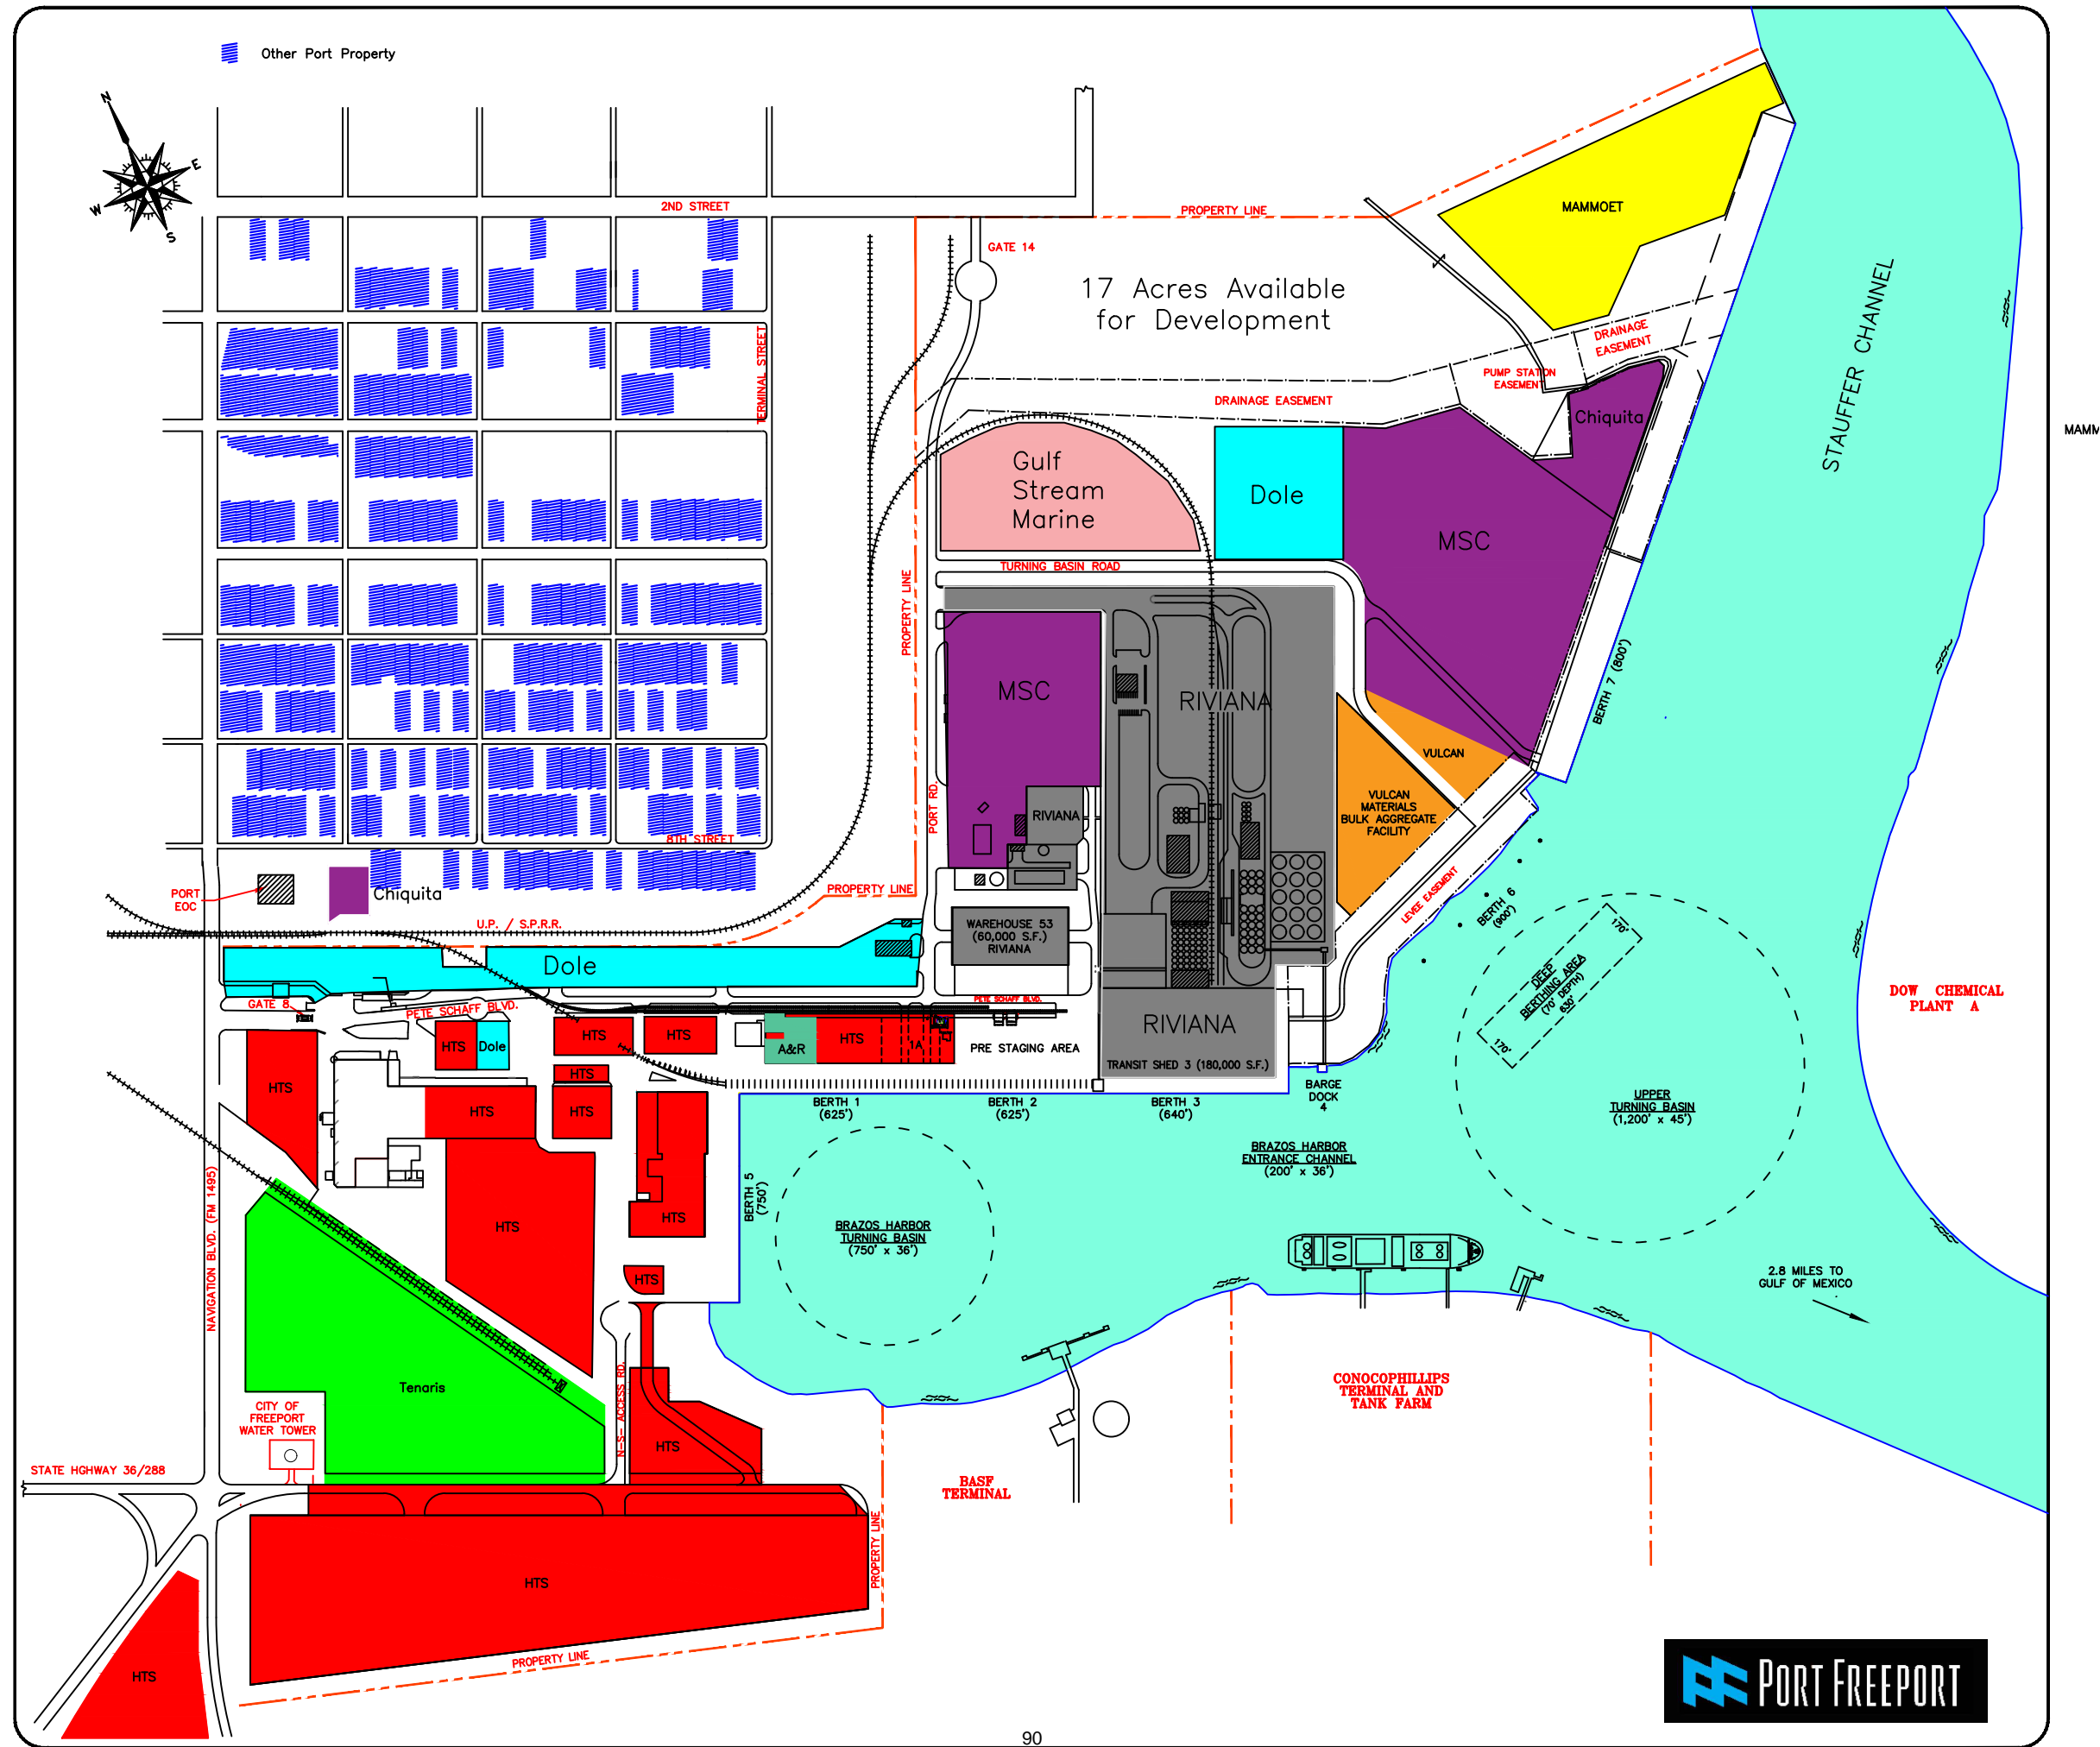 Other Port Property
N
E
W
S
2ND STREET
PROPERTY LINE
MAMMOET
GATE 14
17 Acres Available
for Development
STAUFFER CHANNEL
TERMINAL STREET
DRAINAGE
EASEMENT
PUMP STATION
EASEMENT
DRAINAGE EASEMENT
Chiquita
MAMM
Gulf
Stream
Marine
Dole
MSC
TURNING BASIN ROAD
PROPERTY LINE
BERTH 7 (800')
MSC
RIVIANA
VULCAN
PORT RD.
RIVIANA
VULCAN
MATERIALS
BULK AGGREGATE
FACILITY
8TH STREET
PORT
EOC
Chiquita
PROPERTY LINE
LEVEE EASEMENT
BERTH 6
(900')
U.P. / S.P.R.R.
WAREHOUSE 53
(60,000 S.F.)
RIVIANA
170'
DEEP
BERTHING AREA
(70' DEPTH)
630'
170'
Dole
DOW CHEMICAL
PLANT A
GATE 8
PETE SCHAFF BLVD.
PETE SCHAFF BLVD.
HTS
Dole
HTS
HTS
A&R
HTS
1A
PRE STAGING AREA
RIVIANA
TRANSIT SHED 3 (180,000 S.F.)
HTS
HTS
HTS
HTS
BERTH 1
(625')
BERTH 2
(625')
BERTH 3
(640')
BARGE
DOCK
4
UPPER
TURNING BASIN
(1,200' x 45')
BRAZOS HARBOR
ENTRANCE CHANNEL
(200' x 36')
BERTH 5
(750')
NAVIGATION BLVD. (FM 1495)
HTS
HTS
BRAZOS HARBOR
TURNING BASIN
(750' x 36')
HTS
2.8 MILES TO
GULF OF MEXICO
Tenaris
N-S- ACCESS RD.
CONOCOPHILLIPS
TERMINAL AND
TANK FARM
CITY OF
FREEPORT
WATER TOWER
HTS
STATE HGHWAY 36/288
BASF
TERMINAL
PROPERTY LINE
HTS
HTS
PROPERTY LINE
PORT FREEPORT
90